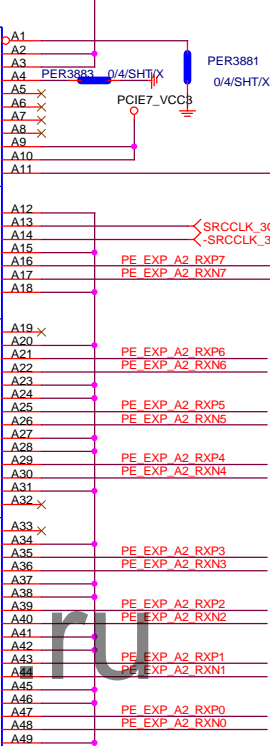 A1
A2
A3
A4 PER3883 0/4/SHT/X
PER3881
0/4/SHT/X
A5
A6
A7
A8
PCIE7_VCC3
A9
A10
A11
A12
A13 SRCCLK_3
A14 -SRCCLK_3
A15
A16 PE_EXP_A2_RXP7
A17 PE_EXP_A2_RXN7
A18
A19
A20
A21 PE_EXP_A2_RXP6
A22 PE_EXP_A2_RXN6
A23
A24
A25 PE_EXP_A2_RXP5
A26 PE_EXP_A2_RXN5
A27
A28
A29 PE_EXP_A2_RXP4
A30 PE_EXP_A2_RXN4
A31
A32
A33
A34
A35 PE_EXP_A2_RXP3
A36 PE_EXP_A2_RXN3
A37
A38
A39 PE_EXP_A2_RXP2
A40 PE_EXP_A2_RXN2
A41
A42
A43 PE_EXP_A2_RXP1
A44 PE_EXP_A2_RXN1
A45
A46
A47 PE_EXP_A2_RXP0
A48 PE_EXP_A2_RXN0
A49
ru